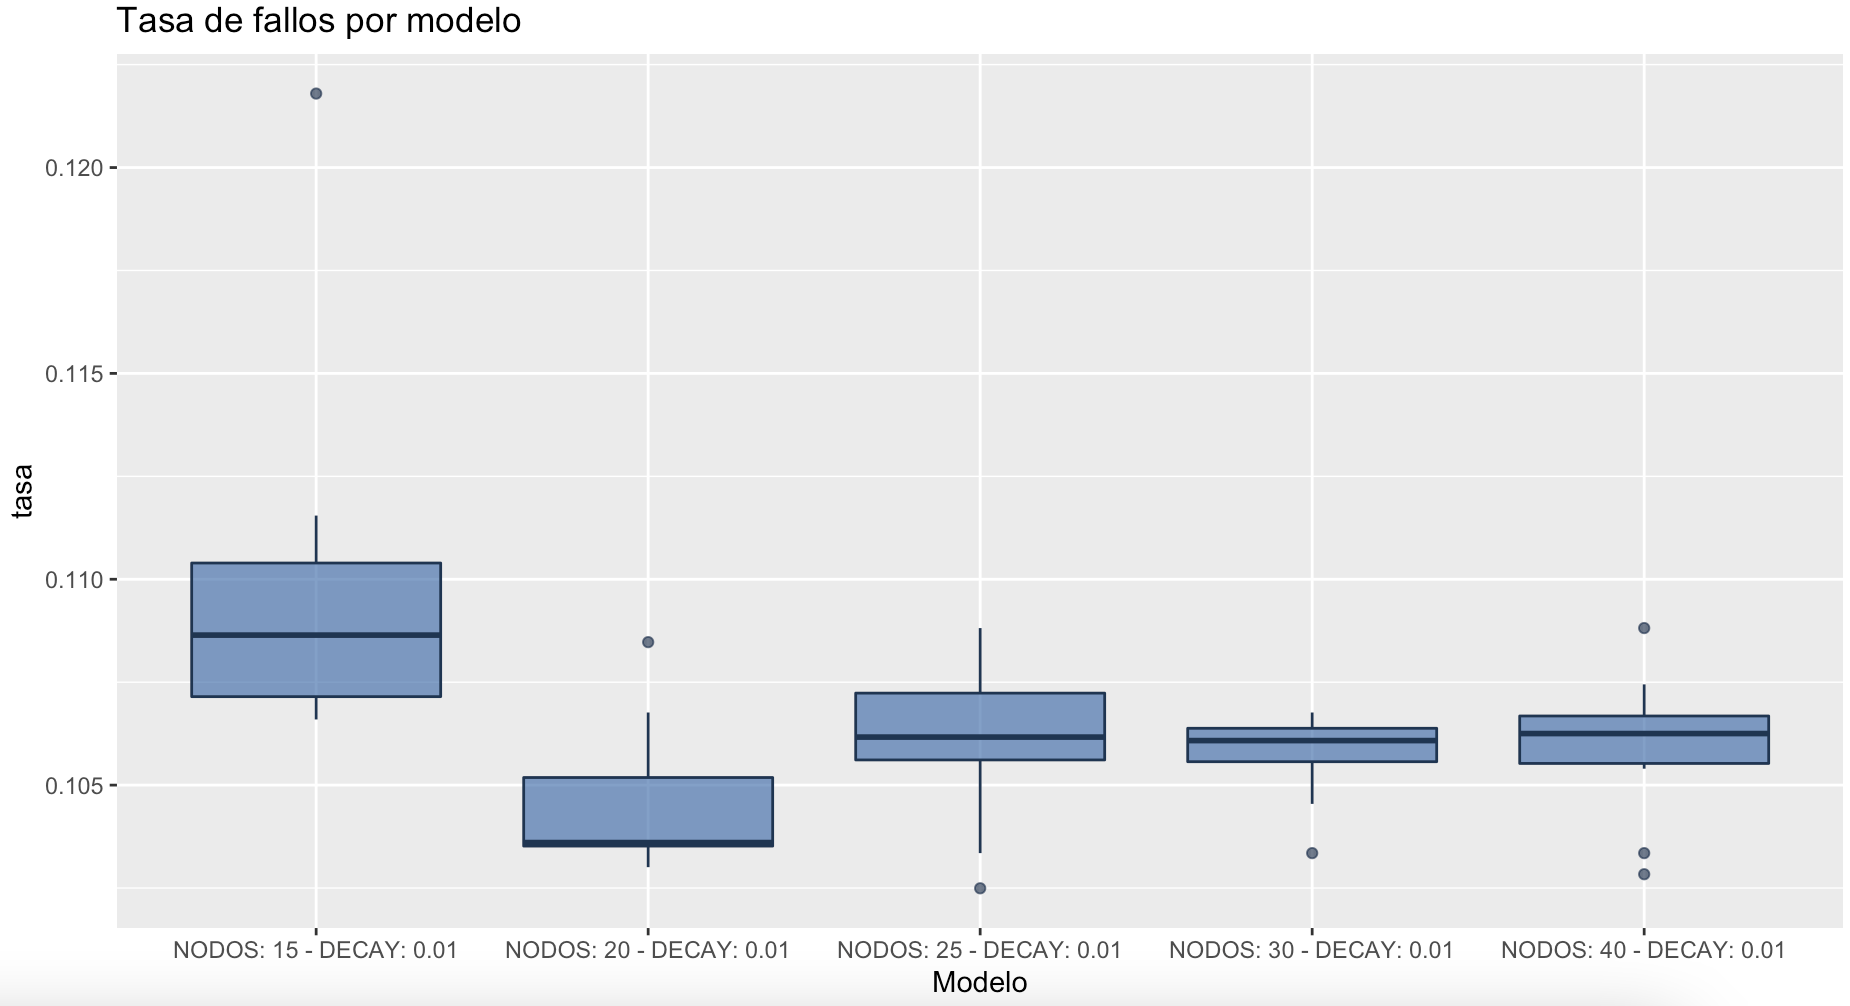 Tasa de fallos por modelo
tasa
0.120
0.115
0.110
0.105
NODOS: 15 - DECAY: 0.01
NODOS: 20 - DECAY: 0.01
NODOS: 25 - DECAY: 0.01
NODOS: 30 - DECAY: 0.01
NODOS: 40 - DECAY: 0.01
Modelo